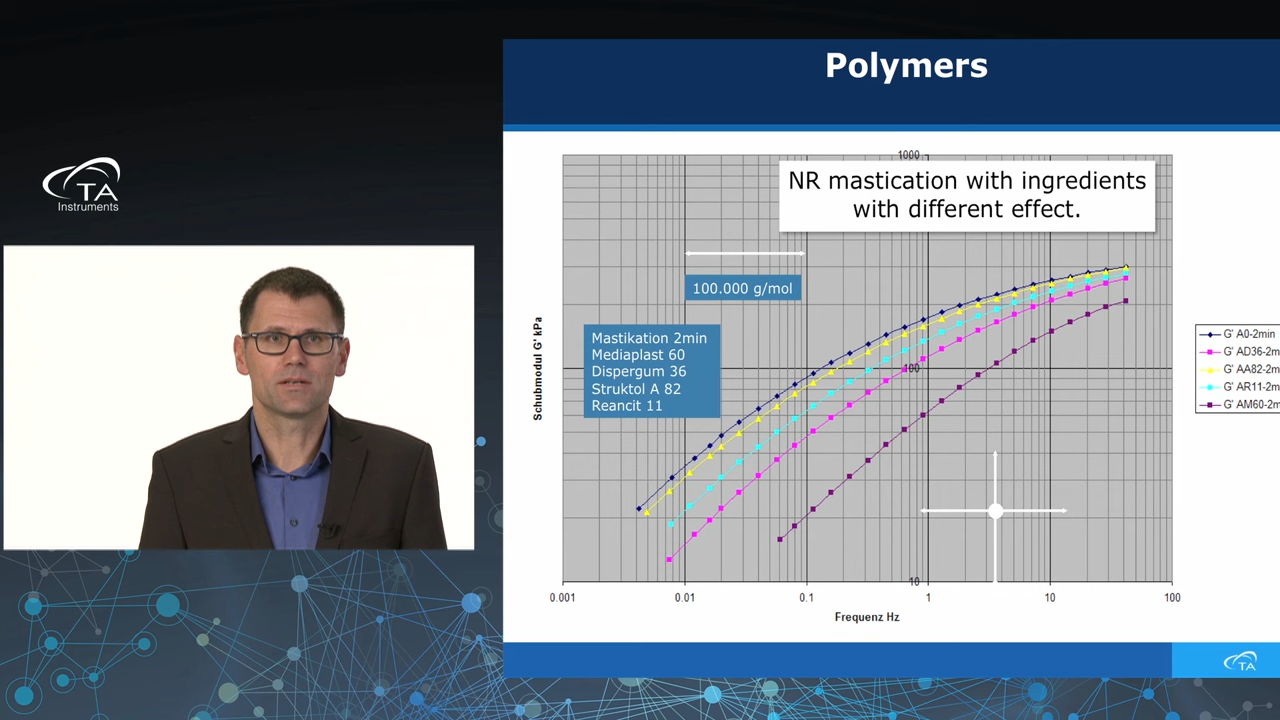 Polymers
TA
Instruments
NR mastication with ingredients
with different effect.
100.000 g/mol
Mastikation 2min
Mediaplast 60
Dispergum 36
Struktol A 82
Reancit 11
Schubmodul G' kPa
1000
100
10
0.001 0.01 0.1 1 10 100
Frequenz Hz
G' A0-2min
G' AD36-2m
G' AA82-2m
G' AR11-2m
G' AM60-2m
TA